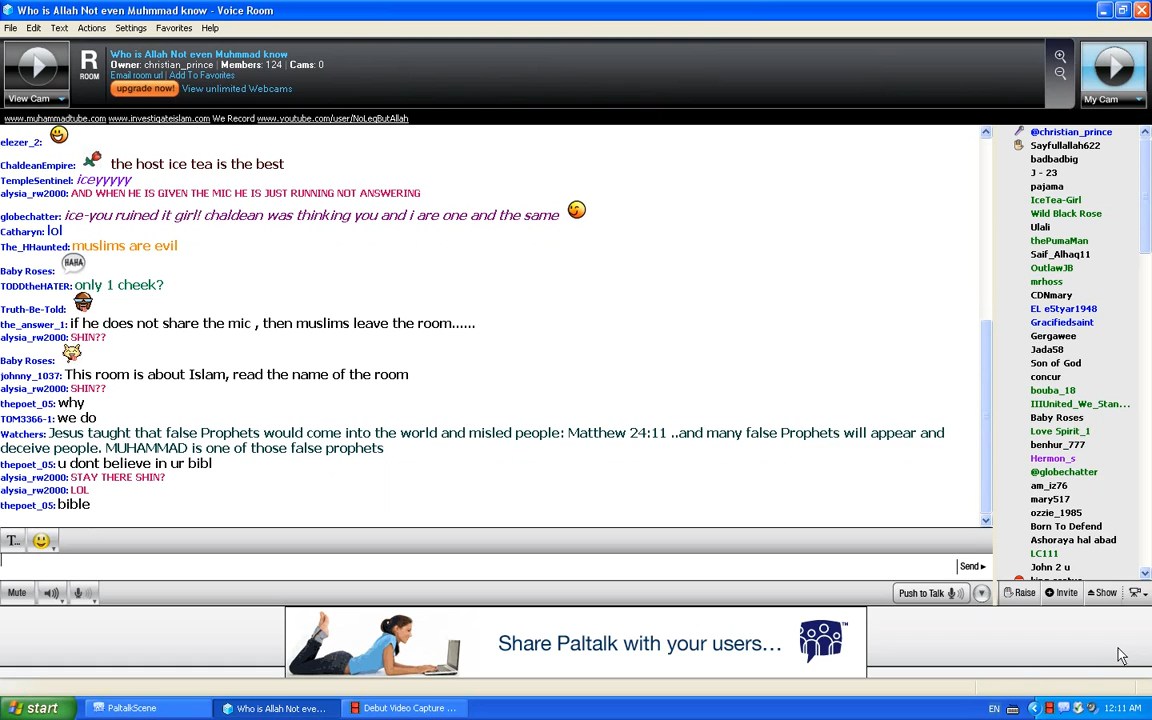 Who is Allah Not even Muhmmad know - Voice Room
File Edit Text Actions Settings Favorites Help
View Cam
R
ROOM
Who is Allah Not even Muhmmad know
Owner: christian_prince | Members: 124 | Cams: 0
Email room url | Add To Favorites
upgrade now! View unlimited Webcams
My Cam
www.muhammadtube.com www.investigateislam.com We Record www.youtube.com/user/NoLegButAllah
elezer_2:
ChaldeanEmpire: the host ice tea is the best
TempleSentinel: iceyyyyy
alysia_rw2000: AND WHEN HE IS GIVEN THE MIC HE IS JUST RUNNING NOT ANSWERING
globechatter: ice-you ruined it girl! chaldean was thinking you and i are one and the same
Catharyn: lol
The_HHaunted: muslims are evil
Baby Roses: HAHA
TODDtheHATER: only 1 cheek?
Truth-Be-Told:
the_answer_1: if he does not share the mic , then muslims leave the room......
alysia_rw2000: SHIN??
Baby Roses:
johnny_1037: This room is about Islam, read the name of the room
alysia_rw2000: SHIN??
thepoet_05: why
TOM3366-1: we do
Watchers: Jesus taught that false Prophets would come into the world and misled people: Matthew 24:11 ..and many false Prophets will appear and
deceive people. MUHAMMAD is one of those false prophets
thepoet_05: u dont believe in ur bibl
alysia_rw2000: STAY THERE SHIN?
alysia_rw2000: LOL
thepoet_05: bible
@christian_prince
Sayfullallah622
badbadbig
J - 23
pajama
IceTea-Girl
Wild Black Rose
Ulali
thePumaMan
Saif_Alhaq11
OutlawJB
mrhoss
CDNmary
EL e5tyar1948
Gracifiedsaint
Gergawee
Jada58
Son of God
concur
bouba_18
IIIUnited_We_Stan...
Baby Roses
Love Spirit_1
benhur_777
Hermon_s
@globechatter
am_iz76
mary517
ozzie_1985
Born To Defend
Ashoraya hal abad
LC111
John 2 u
T...
Send
Mute
Push to Talk
Raise Invite Show
Share Paltalk with your users...
start PaltalkScene Who is Allah Not eve... Debut Video Capture ... EN 12:11 AM